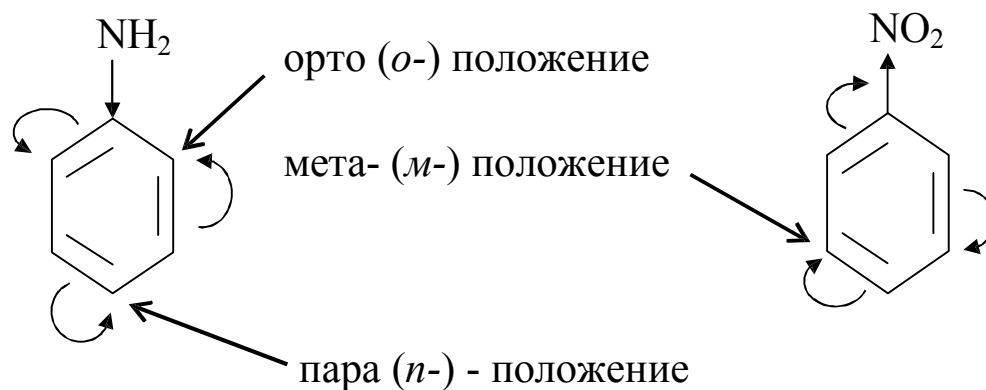 NH₂
NO₂
орто (о-) положение
мета- (м-) положение
пара (п-) - положение